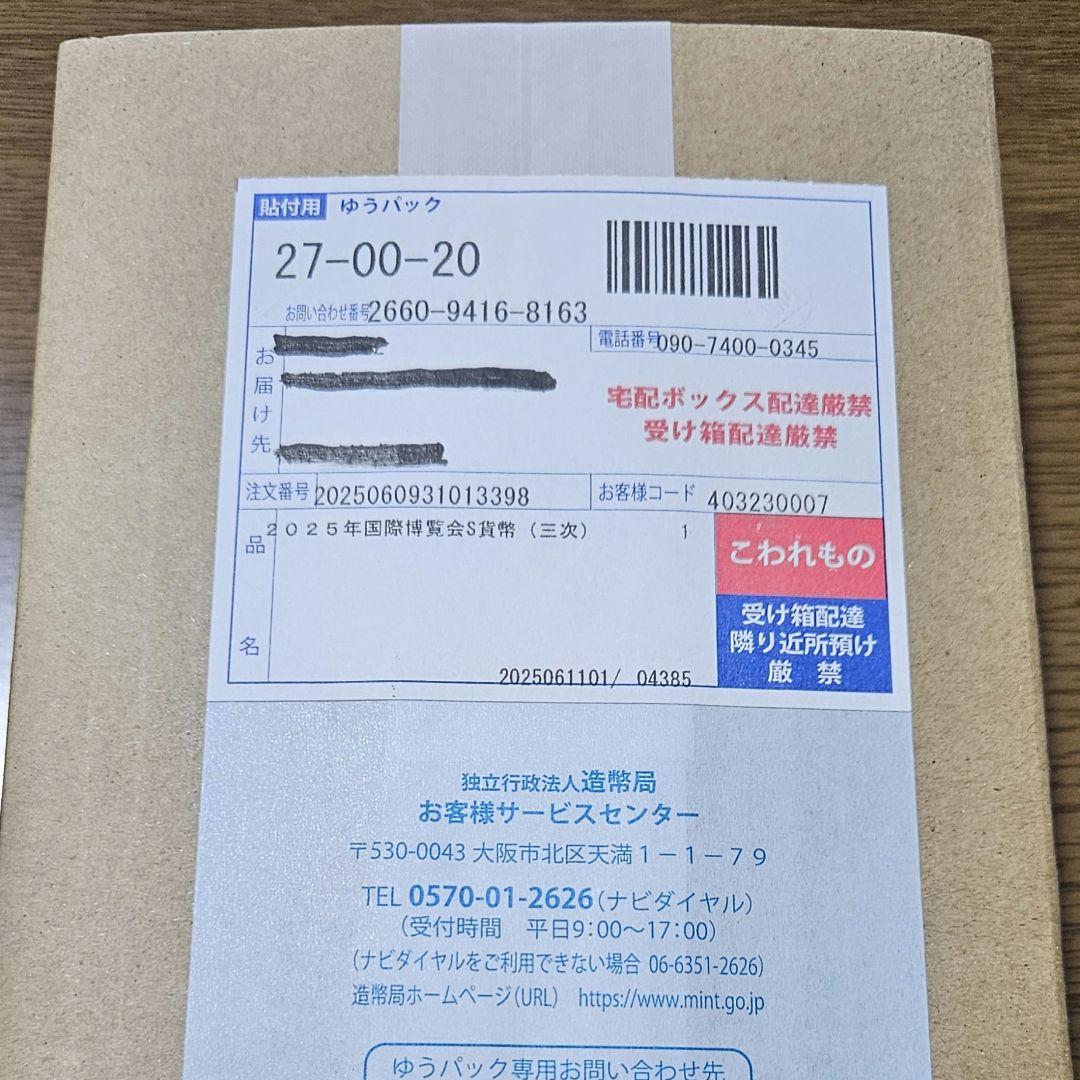 貼付用 ゆうパック
27-00-20
お問い合わせ番号 2660-9416-8163
お届け先
電話番号 090-7400-0345
宅配ボックス配達厳禁
受け箱配達厳禁
注文番号 2025060931013398 お客様コード 403230007
品名 2025年国際博覧会S貨幣（三次） 1
こわれもの
受け箱配達
隣り近所預け
厳 禁
2025061101/ 04385
独立行政法人造幣局
お客様サービスセンター
〒530-0043 大阪市北区天満1-1-79
TEL 0570-01-2626(ナビダイヤル)
(受付時間 平日9:00～17:00)
(ナビダイヤルをご利用できない場合 06-6351-2626)
造幣局ホームページ(URL) https://www.mint.go.jp
ゆうパック専用お問い合わせ先